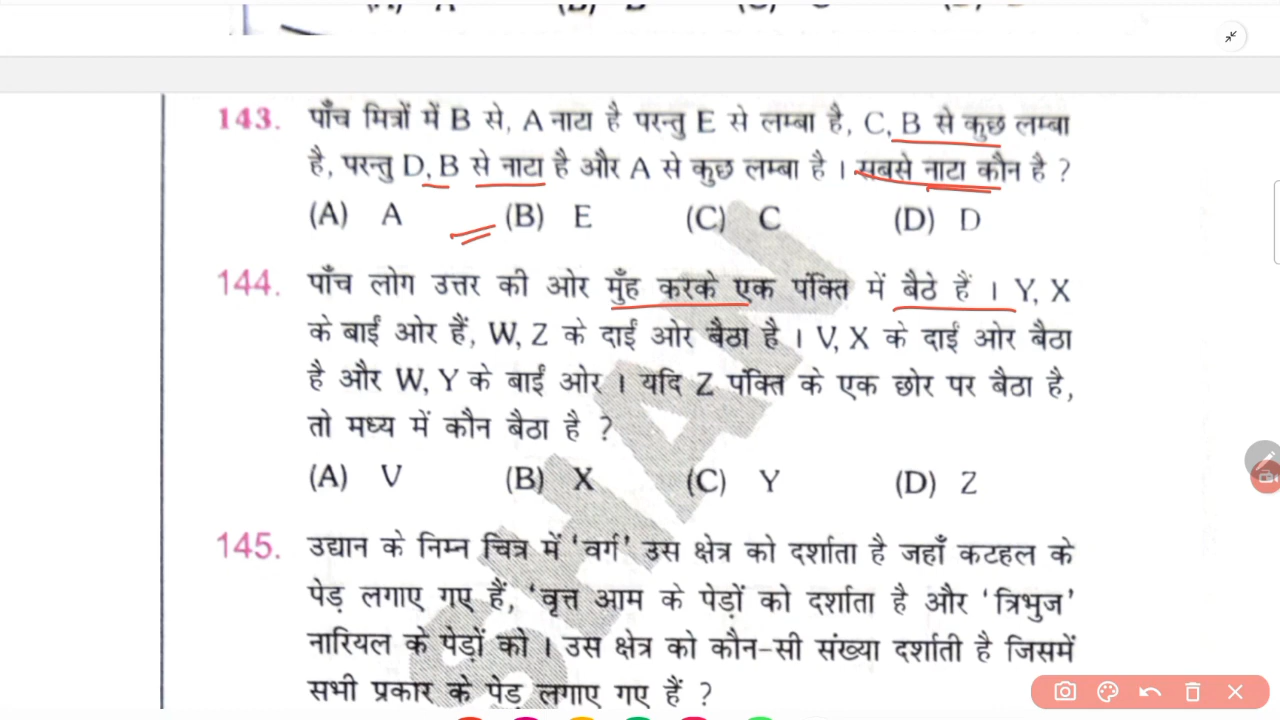 143. पाँच मित्रों में B से, A नाटा है परन्तु E से लम्बा है, C, B से कुछ लम्बा
है, परन्तु D, B से नाटा है और A से कुछ लम्बा है । सबसे नाटा कौन है ?
(A) A (B) E (C) C (D) D
144. पाँच लोग उत्तर की ओर मुँह करके एक पंक्ति में बैठे हैं । Y, X
के बाईं ओर हैं, W, Z के दाईं ओर बैठा है । V, X के दाईं ओर बैठा
है और W, Y के बाईं ओर । यदि Z पंक्ति के एक छोर पर बैठा है,
तो मध्य में कौन बैठा है ?
(A) V (B) X (C) Y (D) Z
145. उद्यान के निम्न चित्र में 'वर्ग' उस क्षेत्र को दर्शाता है जहाँ कटहल के
पेड़ लगाए गए हैं, 'वृत्त आम के पेड़ों को दर्शाता है और 'त्रिभुज'
नारियल के पेड़ों को । उस क्षेत्र को कौन-सी संख्या दर्शाती है जिसमें
सभी प्रकार के पेड़ लगाए गए हैं ?
SHAN